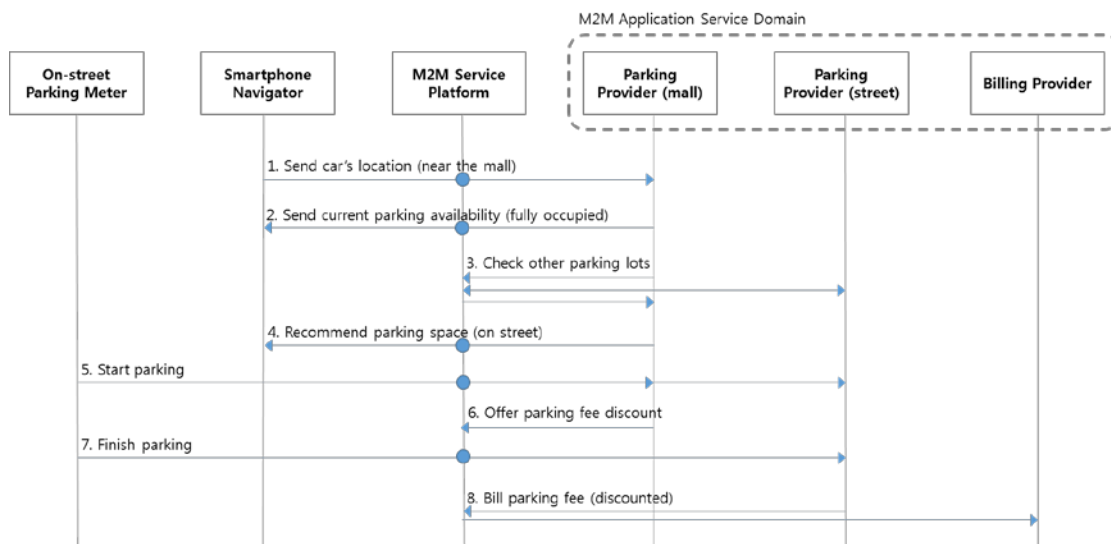 M2M Application Service Domain
On-street
Parking Meter
Smartphone
Navigator
M2M Service
Platform
Parking
Provider (mall)
Parking
Provider (street)
Billing Provider
1. Send car's location (near the mall)
2. Send current parking availability (fully occupied)
3. Check other parking lots
4. Recommend parking space (on street)
5. Start parking
6. Offer parking fee discount
7. Finish parking
8. Bill parking fee (discounted)